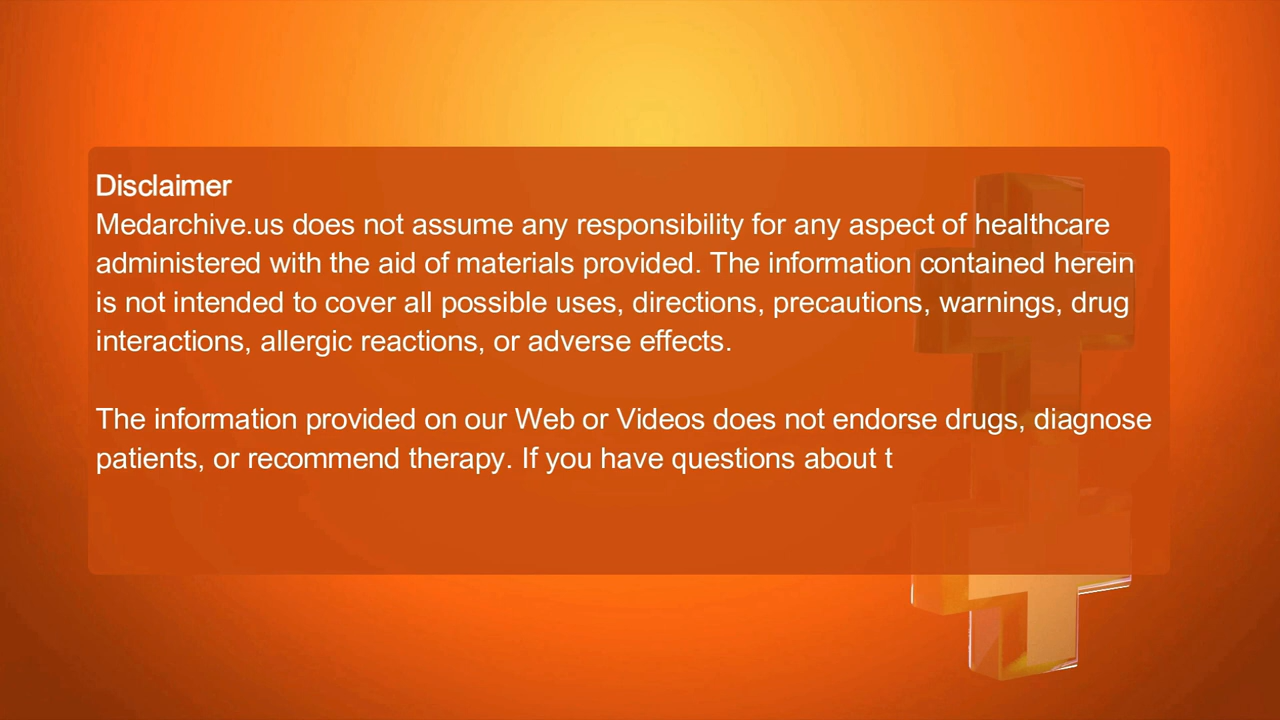 Disclaimer
Medarchive.us does not assume any responsibility for any aspect of healthcare
administered with the aid of materials provided. The information contained herein
is not intended to cover all possible uses, directions, precautions, warnings, drug
interactions, allergic reactions, or adverse effects.
The information provided on our Web or Videos does not endorse drugs, diagnose
patients, or recommend therapy. If you have questions about t